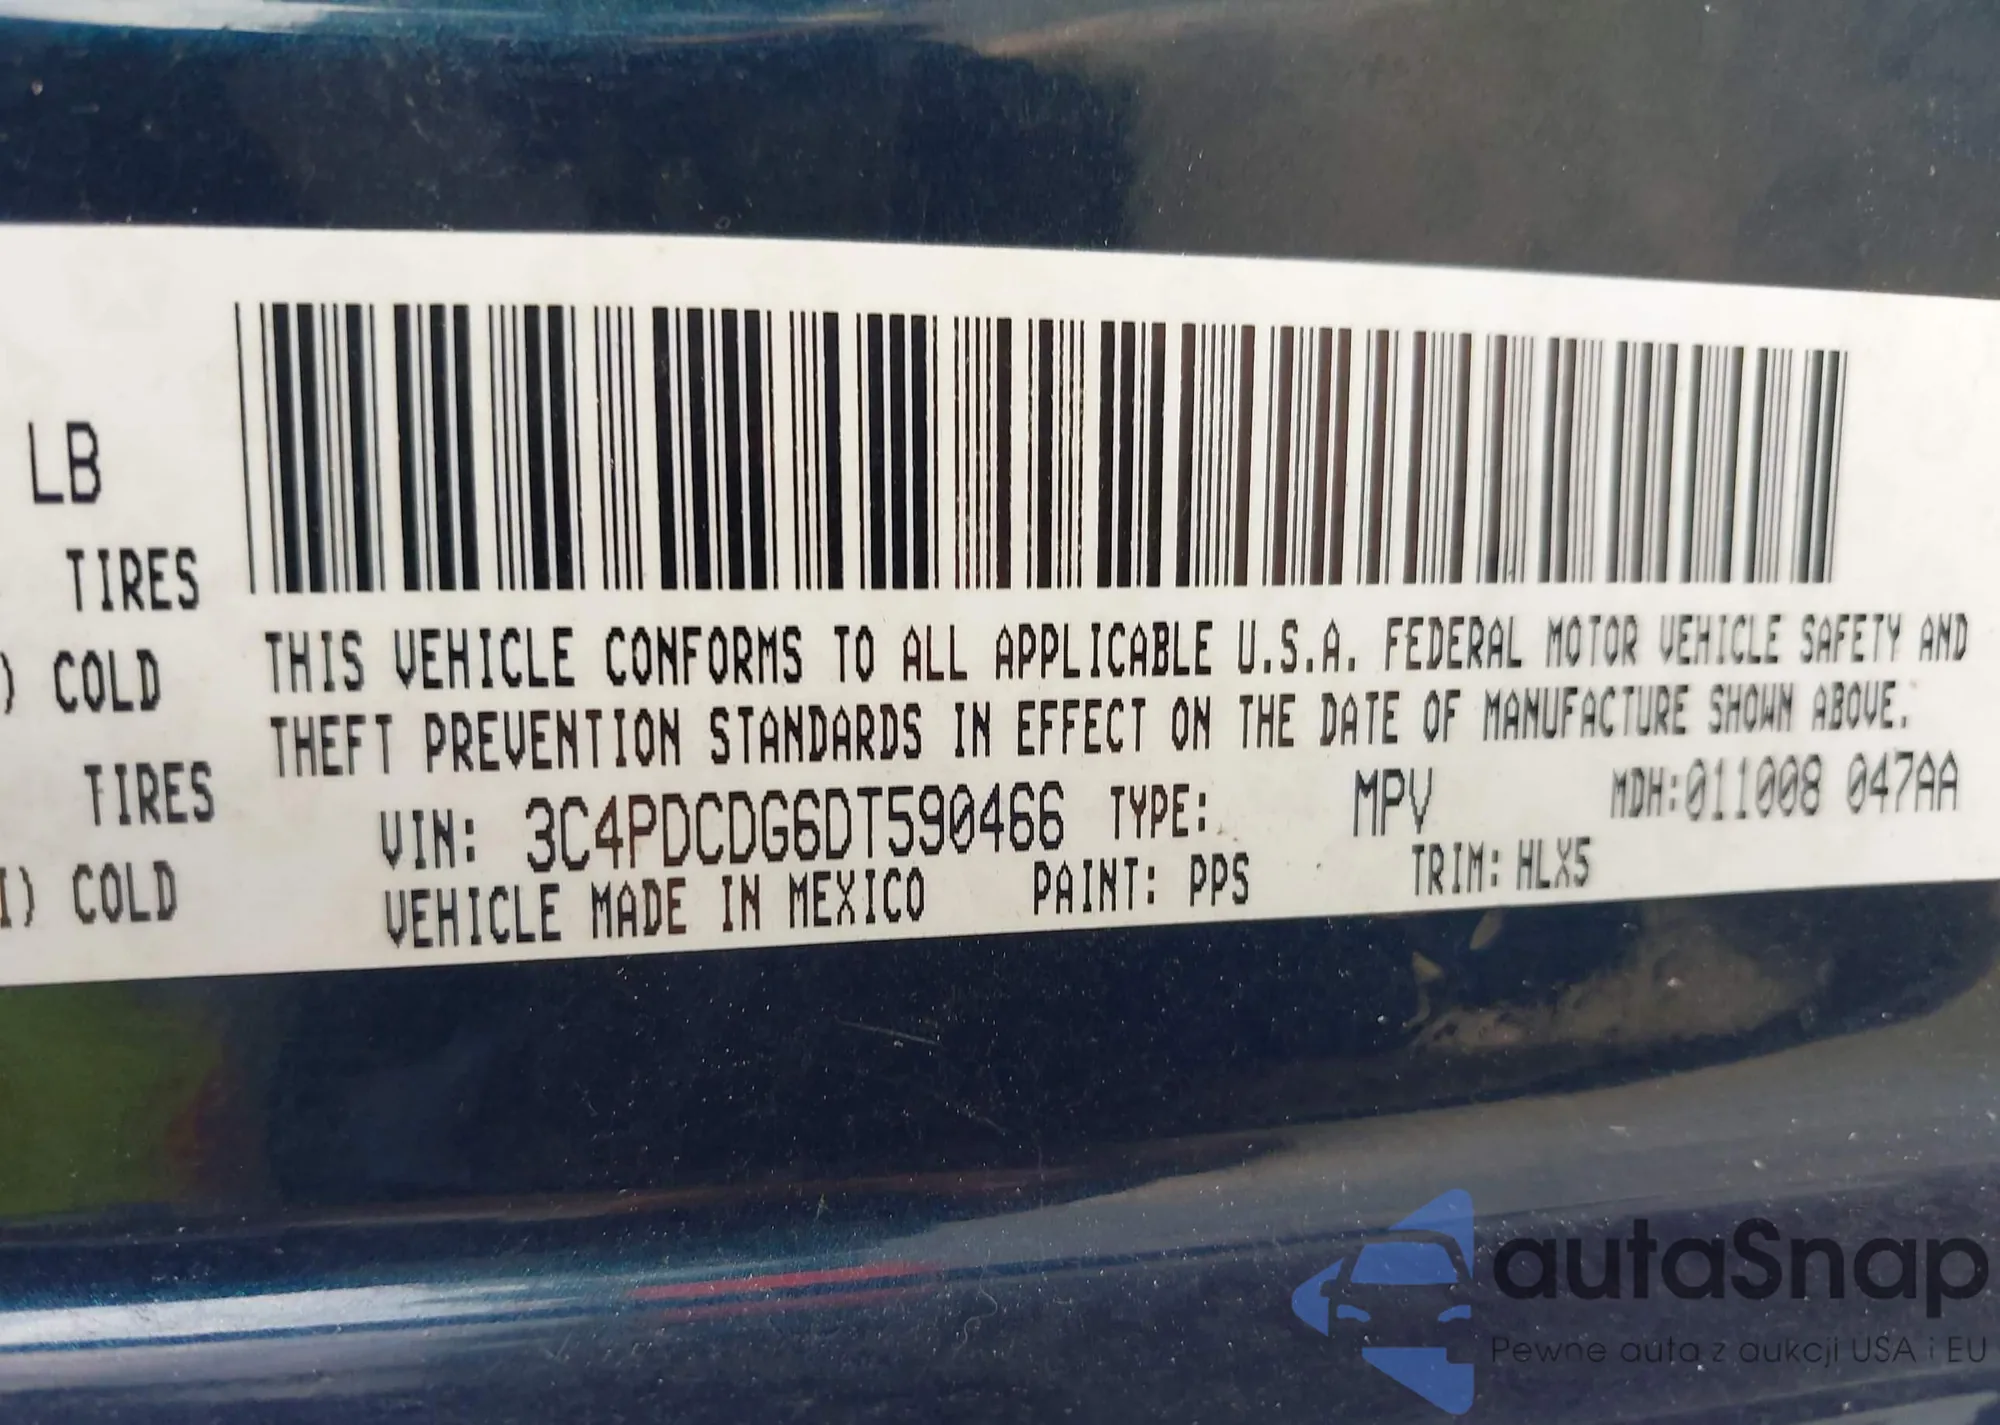 LB
TIRES
) COLD
TIRES
I) COLD
THIS VEHICLE CONFORMS TO ALL APPLICABLE U.S.A. FEDERAL MOTOR VEHICLE SAFETY AND
THEFT PREVENTION STANDARDS IN EFFECT ON THE DATE OF MANUFACTURE SHOWN ABOVE.
VIN: 3C4PDCDG6DT590466 TYPE: MPV MDH:011008 047AA
VEHICLE MADE IN MEXICO PAINT: PPS TRIM: HLX5
autaSnap
Pewne auta z aukcji USA i EU